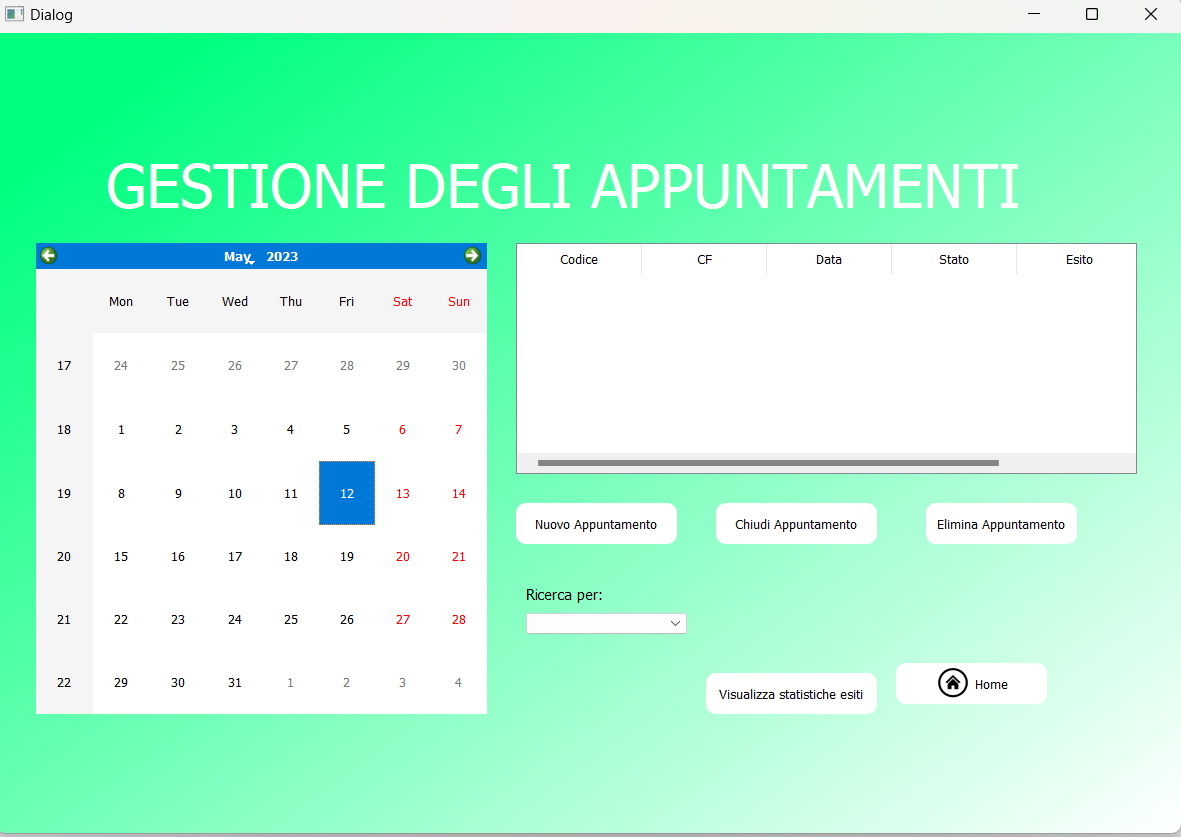 Dialog
GESTIONE DEGLI APPUNTAMENTI
May 2023
Mon Tue Wed Thu Fri Sat Sun
17 24 25 26 27 28 29 30
18 1 2 3 4 5 6 7
19 8 9 10 11 12 13 14
20 15 16 17 18 19 20 21
21 22 23 24 25 26 27 28
22 29 30 31 1 2 3 4
Codice CF Data Stato Esito
Nuovo Appuntamento Chiudi Appuntamento Elimina Appuntamento
Ricerca per:
Visualizza statistiche esiti Home